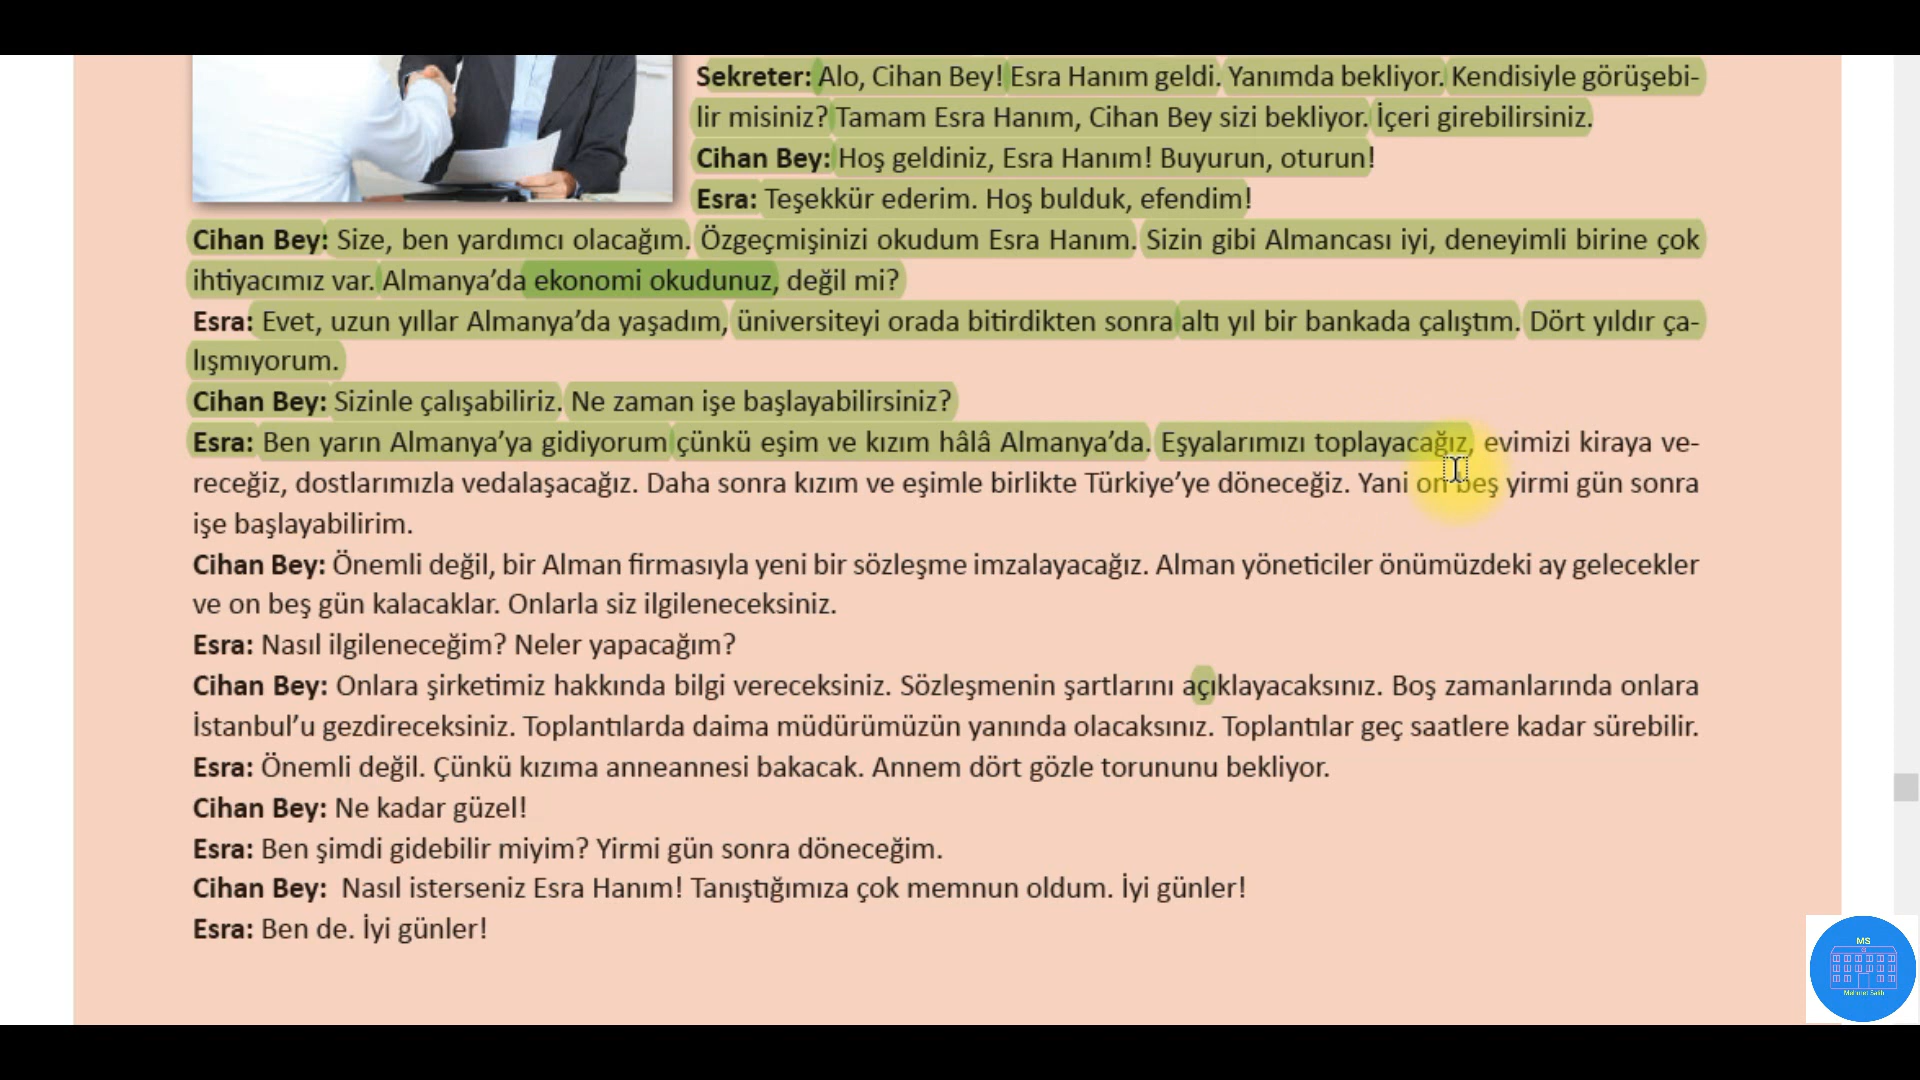 Sekreter: Alo, Cihan Bey! Esra Hanım geldi. Yanımda bekliyor. Kendisiyle görüşebi-
lir misiniz? Tamam Esra Hanım, Cihan Bey sizi bekliyor. İçeri girebilirsiniz.
Cihan Bey: Hoş geldiniz, Esra Hanım! Buyurun, oturun!
Esra: Teşekkür ederim. Hoş bulduk, efendim!
Cihan Bey: Size, ben yardımcı olacağım. Özgeçmişinizi okudum Esra Hanım. Sizin gibi Almancası iyi, deneyimli birine çok
ihtiyacımız var. Almanya’da ekonomi okudunuz, değil mi?
Esra: Evet, uzun yıllar Almanya’da yaşadım, üniversiteyi orada bitirdikten sonra altı yıl bir bankada çalıştım. Dört yıldır ça-
lışmıyorum.
Cihan Bey: Sizinle çalışabiliriz. Ne zaman işe başlayabilirsiniz?
Esra: Ben yarın Almanya’ya gidiyorum çünkü eşim ve kızım hâlâ Almanya’da. Eşyalarımızı toplayacağız, evimizi kiraya ve-
receğiz, dostlarımızla vedalaşacağız. Daha sonra kızım ve eşimle birlikte Türkiye’ye döneceğiz. Yani on beş yirmi gün sonra
işe başlayabilirim.
Cihan Bey: Önemli değil, bir Alman firmasıyla yeni bir sözleşme imzalayacağız. Alman yöneticiler önümüzdeki ay gelecekler
ve on beş gün kalacaklar. Onlarla siz ilgileneceksiniz.
Esra: Nasıl ilgileneceğim? Neler yapacağım?
Cihan Bey: Onlara şirketimiz hakkında bilgi vereceksiniz. Sözleşmenin şartlarını açıklayacaksınız. Boş zamanlarında onlara
İstanbul’u gezdireceksiniz. Toplantılarda daima müdürümüzün yanında olacaksınız. Toplantılar geç saatlere kadar sürebilir.
Esra: Önemli değil. Çünkü kızıma anneannesi bakacak. Annem dört gözle torununu bekliyor.
Cihan Bey: Ne kadar güzel!
Esra: Ben şimdi gidebilir miyim? Yirmi gün sonra döneceğim.
Cihan Bey: Nasıl isterseniz Esra Hanım! Tanıştığımıza çok memnun oldum. İyi günler!
Esra: Ben de. İyi günler!
MS
Mehmet Salih